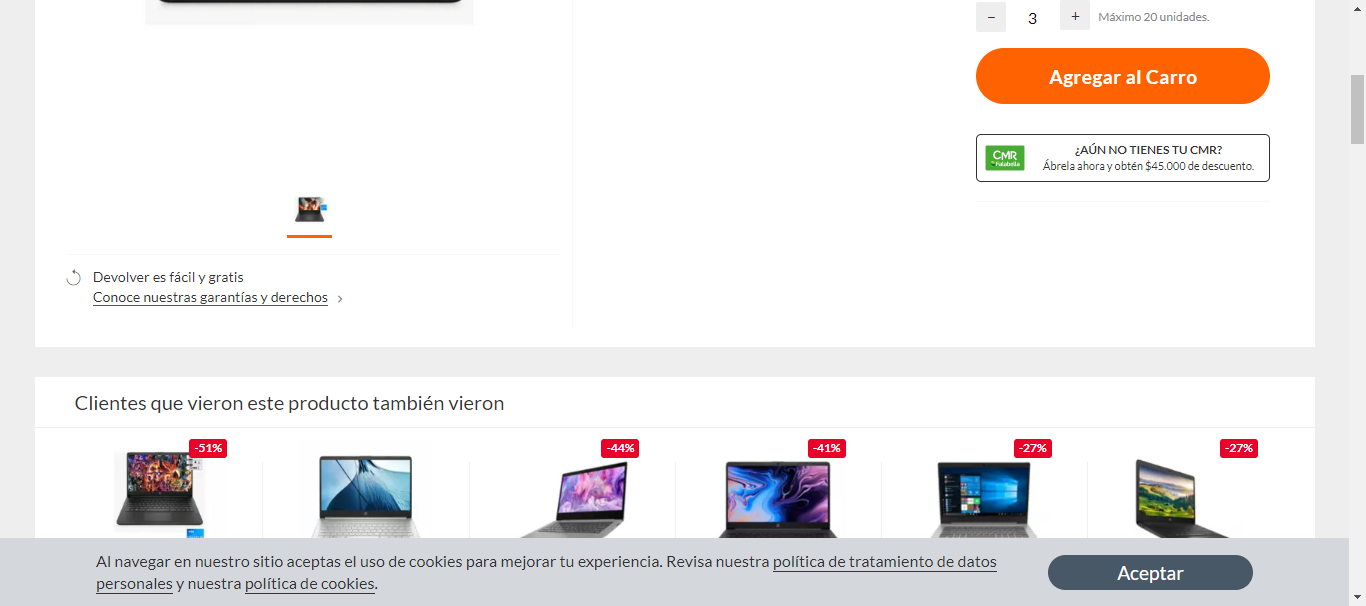 −
3
+
Máximo 20 unidades.
Agregar al Carro
CMR
Falabella
¿AÚN NO TIENES TU CMR?
Ábrela ahora y obtén $45.000 de descuento.
Devolver es fácil y gratis
Conoce nuestras garantías y derechos
Clientes que vieron este producto también vieron
-51%
-44%
-41%
-27%
-27%
Al navegar en nuestro sitio aceptas el uso de cookies para mejorar tu experiencia. Revisa nuestra política de tratamiento de datos
personales y nuestra política de cookies.
Aceptar